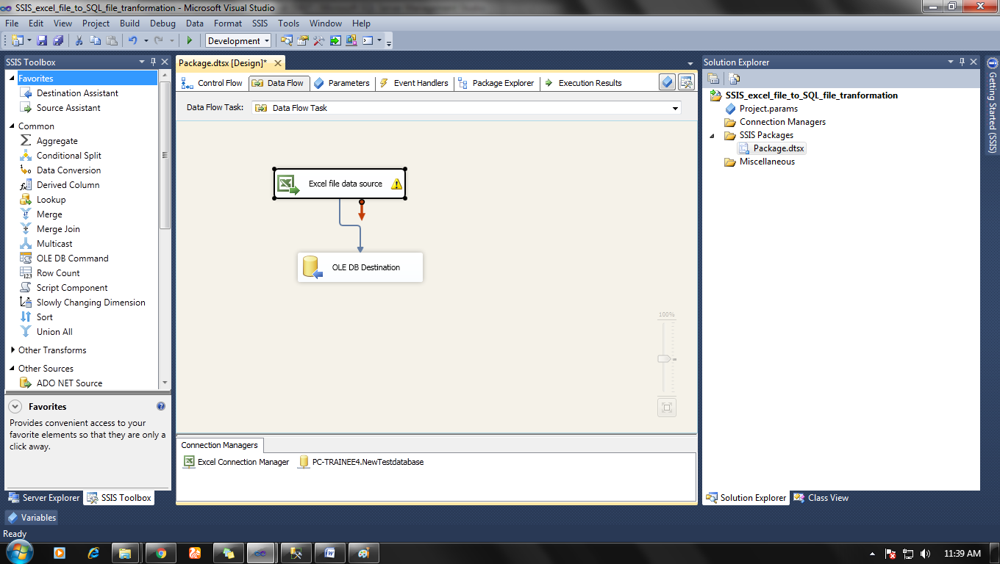 SSIS_excel_file_to_SQL_file_tranformation - Microsoft Visual Studio
File Edit View Project Build Debug Data Format SSIS Tools Window Help
Development
SSIS Toolbox
Favorites
Destination Assistant
Source Assistant
Common
Aggregate
Conditional Split
Data Conversion
Derived Column
Lookup
Merge
Merge Join
Multicast
OLE DB Command
Row Count
Script Component
Slowly Changing Dimension
Sort
Union All
Other Transforms
Other Sources
ADO NET Source
Favorites
Provides convenient access to your
favorite elements so that they are only a
click away.
Server Explorer SSIS Toolbox
Package.dtsx [Design]*
Control Flow Data Flow Parameters Event Handlers Package Explorer Execution Results
Data Flow Task: Data Flow Task
Excel file data source
OLE DB Destination
100%
Connection Managers
Excel Connection Manager PC-TRAINEE4.NewTestdatabase
Solution Explorer
SSIS_excel_file_to_SQL_file_tranformation
Project.params
Connection Managers
SSIS Packages
Package.dtsx
Miscellaneous
Solution Explorer Class View
Getting Started (SSIS)
Variables
Ready
11:39 AM